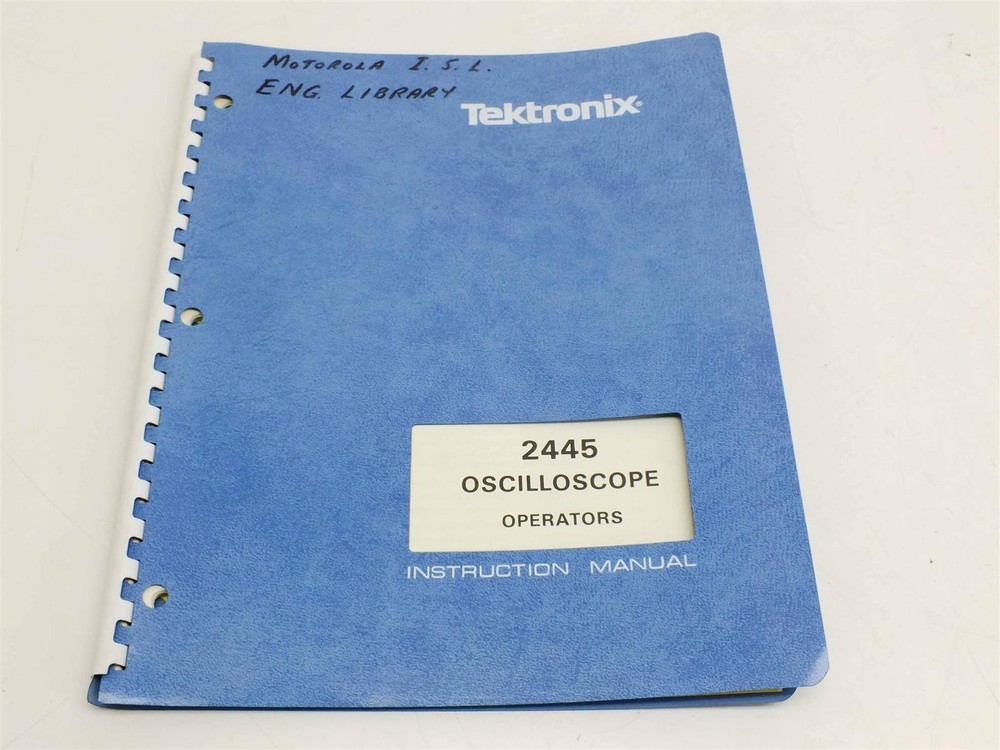 MOTOROLA I.S.L.
ENG. LIBRARY
Tektronix®
2445
OSCILLOSCOPE
OPERATORS
INSTRUCTION MANUAL